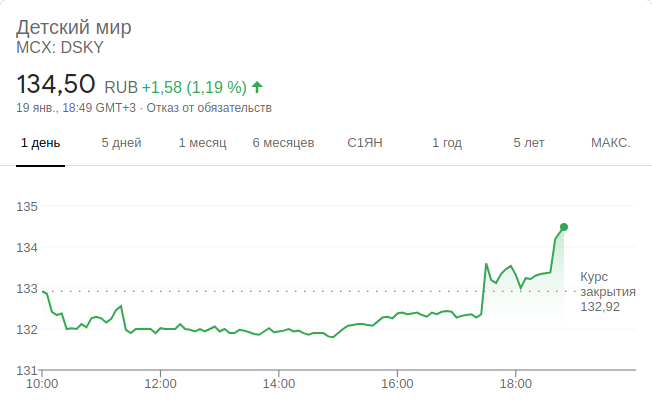 Детский мир
MCX: DSKY
134,50 RUB +1,58 (1,19 %)
19 янв., 18:49 GMT+3 · Отказ от обязательств
1 день 5 дней 1 месяц 6 месяцев С1ЯН 1 год 5 лет МАКС.
135
134
133
132
131
Курс
закрытия
132,92
10:00 12:00 14:00 16:00 18:00